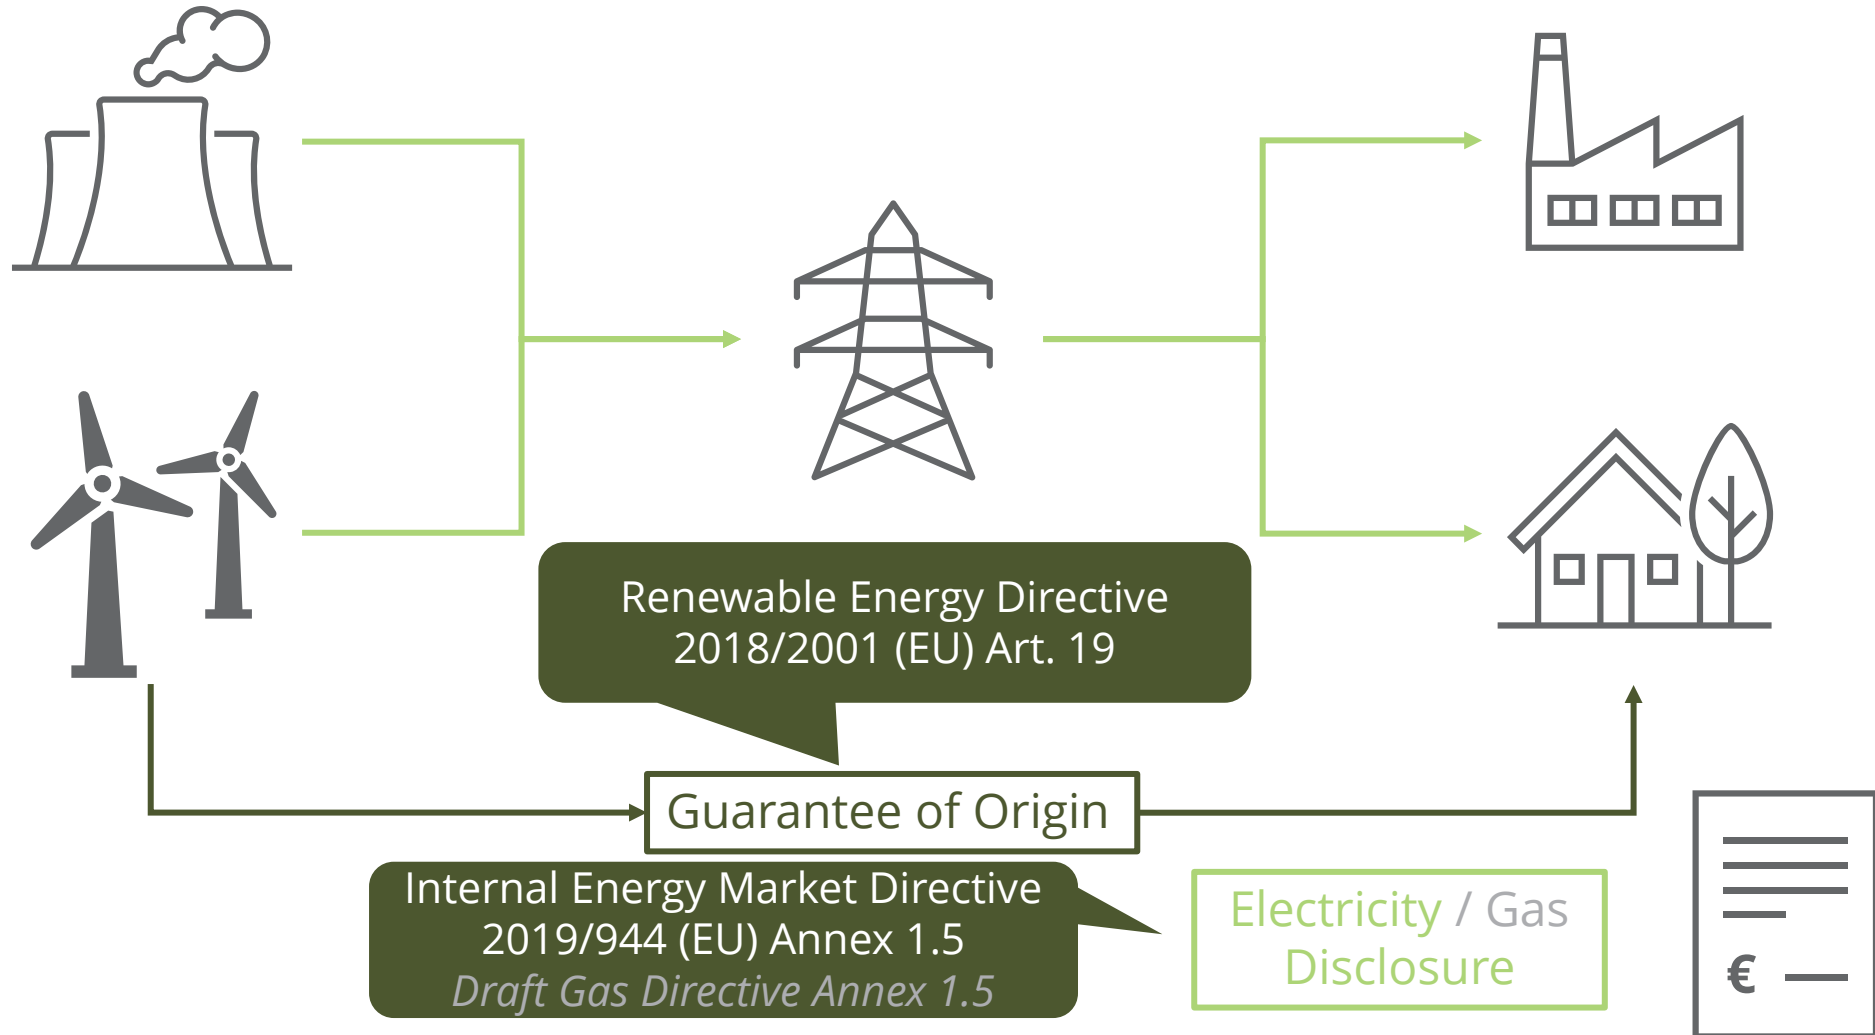 Renewable Energy Directive
2018/2001 (EU) Art. 19
Guarantee of Origin
Internal Energy Market Directive
2019/944 (EU) Annex 1.5
Draft Gas Directive Annex 1.5
Electricity / Gas
Disclosure
€